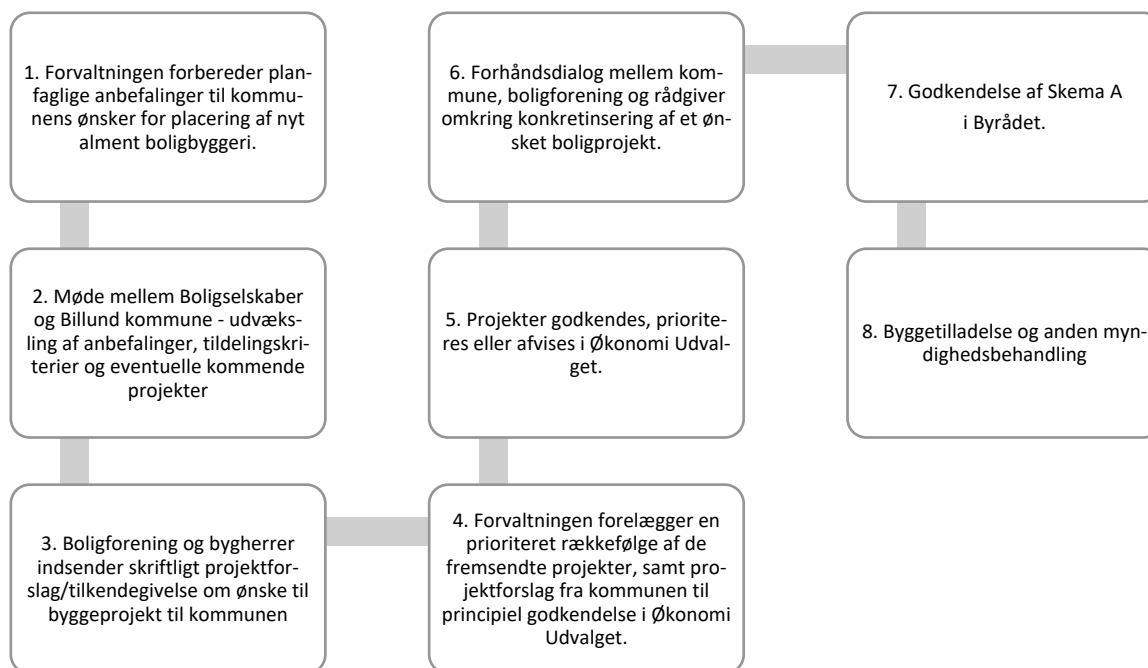 1. Forvaltningen forbereder plan-
faglige anbefalinger til kommu-
nens ønsker for placering af nyt
alment boligbyggeri.
2. Møde mellem Boligselskaber
og Billund kommune - udvæks-
ling af anbefalinger, tildelingskri-
terier og eventuelle kommende
projekter
3. Boligforening og bygherrer
indsender skriftligt projektfor-
slag/tilkendegivelse om ønske til
byggeprojekt til kommunen
4. Forvaltningen forelægger en
prioriteret rækkefølge af de
fremsendte projekter, samt pro-
jektforslag fra kommunen til
principiel godkendelse i Økonomi
Udvalget.
5. Projekter godkendes, priorite-
res eller afvises i Økonomi Udval-
get.
6. Forhåndsdialog mellem kom-
mune, boligforening og rådgiver
omkring konkretinsering af et øn-
sket boligprojekt.
7. Godkendelse af Skema A
i Byrådet.
8. Byggetilladelse og anden myn-
dighedsbehandling